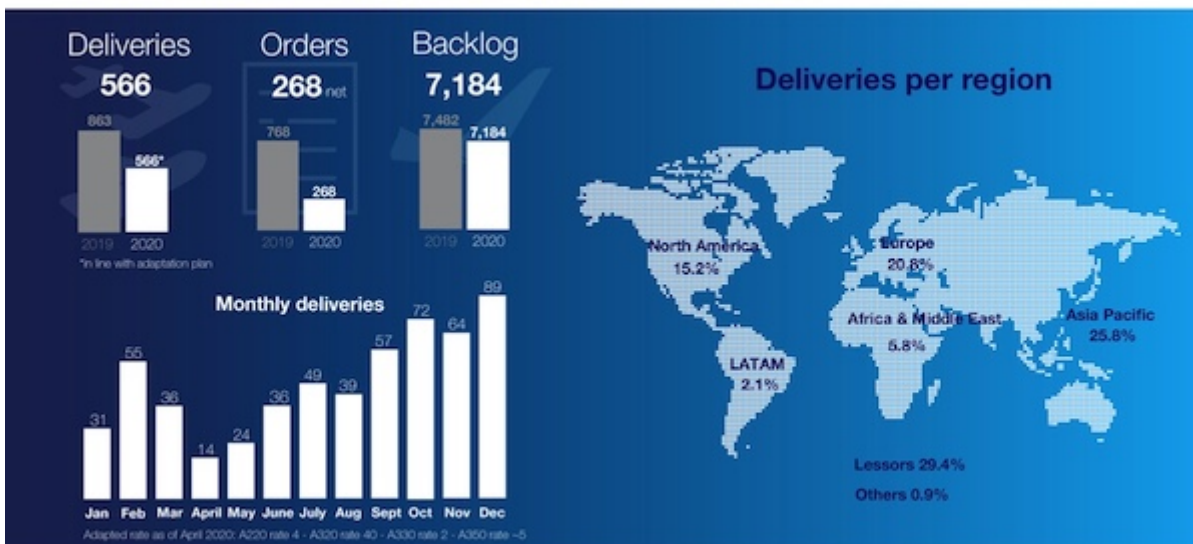 Deliveries
566
863
566*
2019 2020
*in line with adaptation plan
Orders
268 net
768
268
2019 2020
Backlog
7,184
7,482
7,184
2019 2020
Monthly deliveries
31 55 36 14 24 36 49 39 57 72 64 89
Jan Feb Mar April May June July Aug Sept Oct Nov Dec
Adapted rate as of April 2020: A220 rate 4 - A320 rate 40 - A330 rate 2 - A350 rate ~5
Deliveries per region
North America
15.2%
Europe
20.8%
Africa & Middle East
5.8%
Asia Pacific
25.8%
LATAM
2.1%
Lessors 29.4%
Others 0.9%